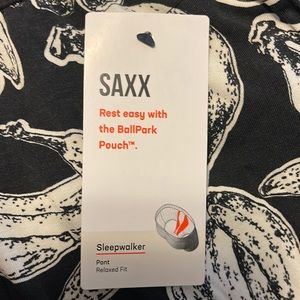 SAXX
Rest easy with
the BallPark
Pouch™.
Sleepwalker
Pant
Relaxed Fit